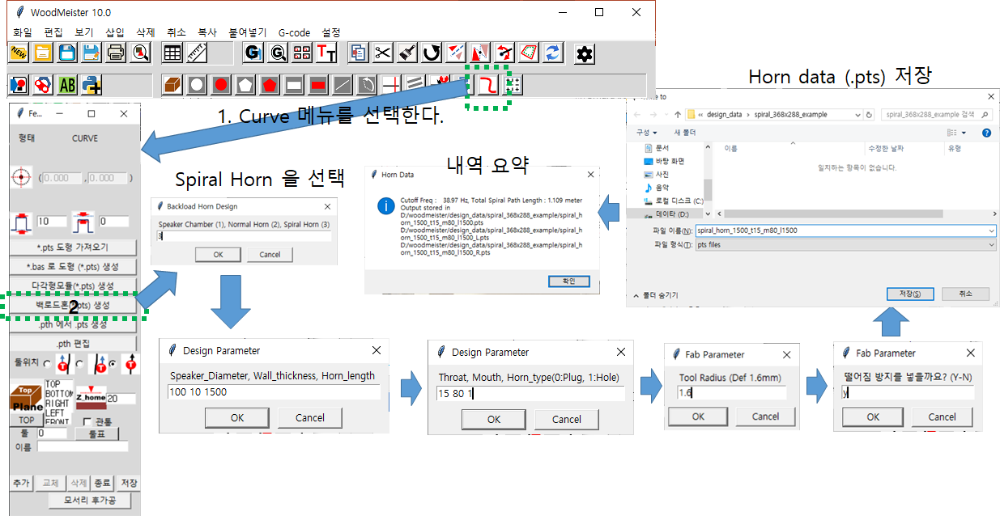 WoodMeister 10.0
화일 편집 보기 삽입 삭제 취소 복사 붙여넣기 G-code 설정
NEW
G
G
TT
AB
1. Curve 메뉴를 선택한다.
Horn data (.pts) 저장
Fe...
형태 CURVE
( 0.000 , 0.000 )
10 0
*.pts 도형 가져오기
*.bas 로 도형 (*.pts) 생성
다각형모듈(*.pts) 생성
백로드혼(*.pts) 생성
2
.pth 에서 .pts 생성
.pth 편집
툴위치
Top
Plane
TOP
BOTTOM
RIGHT
LEFT
FRONT
Z_home 20
TOP
관통
툴 0 툴표
이름
추가 교체 삭제 종료 저장
모서리 후가공
Spiral Horn 을 선택
Backload Horn Design
Speaker Chamber (1), Normal Horn (2), Spiral Horn (3)
3
OK Cancel
내역 요약
Horn Data
Cutoff Freq : 38.97 Hz, Total Spiral Path Length : 1.109 meter
Output stored in
D:/woodmeister/design_data/spiral_368x288_example/spiral_h
orn_1500_t15_m80_l1500.pts
D:/woodmeister/design_data/spiral_368x288_example/spiral_h
orn_1500_t15_m80_l1500_L.pts
D:/woodmeister/design_data/spiral_368x288_example/spiral_h
orn_1500_t15_m80_l1500_R.pts
확인
to
« design_data › spiral_368x288_example
spiral_368x288_example 검색
구성 새 폴더
문서
바탕 화면
사진
음악
로컬 디스크 (C:)
데이타 (D:)
이름 수정한 날짜 유형
일치하는 항목이 없습니다.
파일 이름(N): spiral_horn_1500_t15_m80_l1500
파일 형식(T): pts files
폴더 숨기기
저장(S) 취소
Design Parameter
Speaker_Diameter, Wall_thickness, Horn_length
100 10 1500
OK Cancel
Design Parameter
Throat, Mouth, Horn_type(0:Plug, 1:Hole)
15 80 1
OK Cancel
Fab Parameter
Tool Radius (Def 1.6mm)
1.6
OK Cancel
Fab Parameter
떨어짐 방지를 넣을까요? (Y-N)
y
OK Cancel